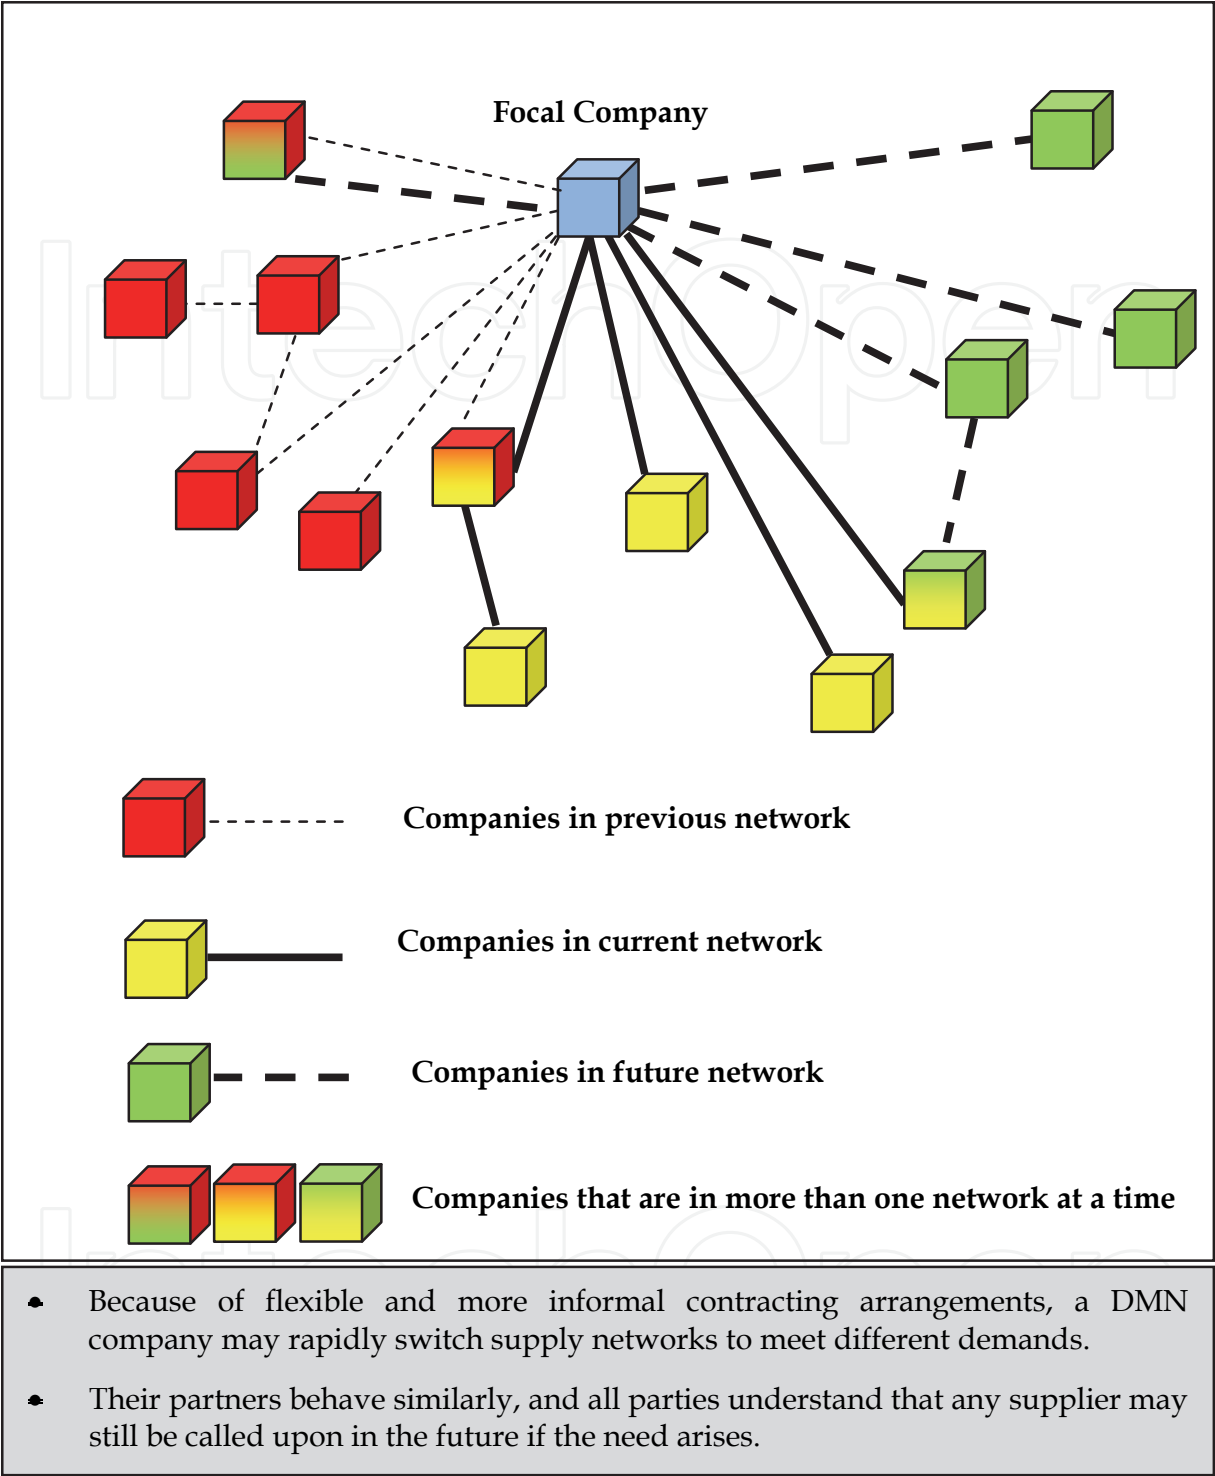 Focal Company
IntechOpen
Companies in previous network
Companies in current network
Companies in future network
Companies that are in more than one network at a time
IntechOpen
• Because of flexible and more informal contracting arrangements, a DMN
company may rapidly switch supply networks to meet different demands.
• Their partners behave similarly, and all parties understand that any supplier may
still be called upon in the future if the need arises.